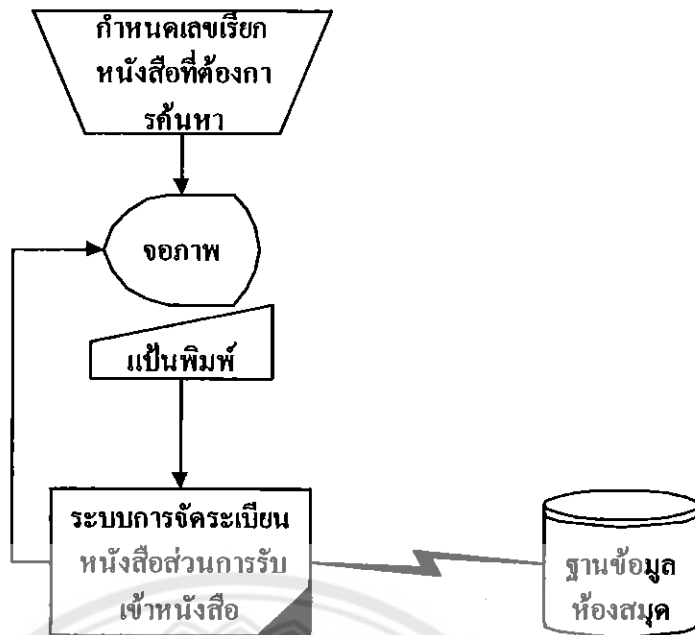 กำหนดเลขเรียก
หนังสือที่ต้องกา
รค้นหา
จอภาพ
แป้นพิมพ์
ระบบการจัดระเบียน
หนังสือส่วนการรับ
เข้าหนังสือ
ฐานข้อมูล
ห้องสมุด